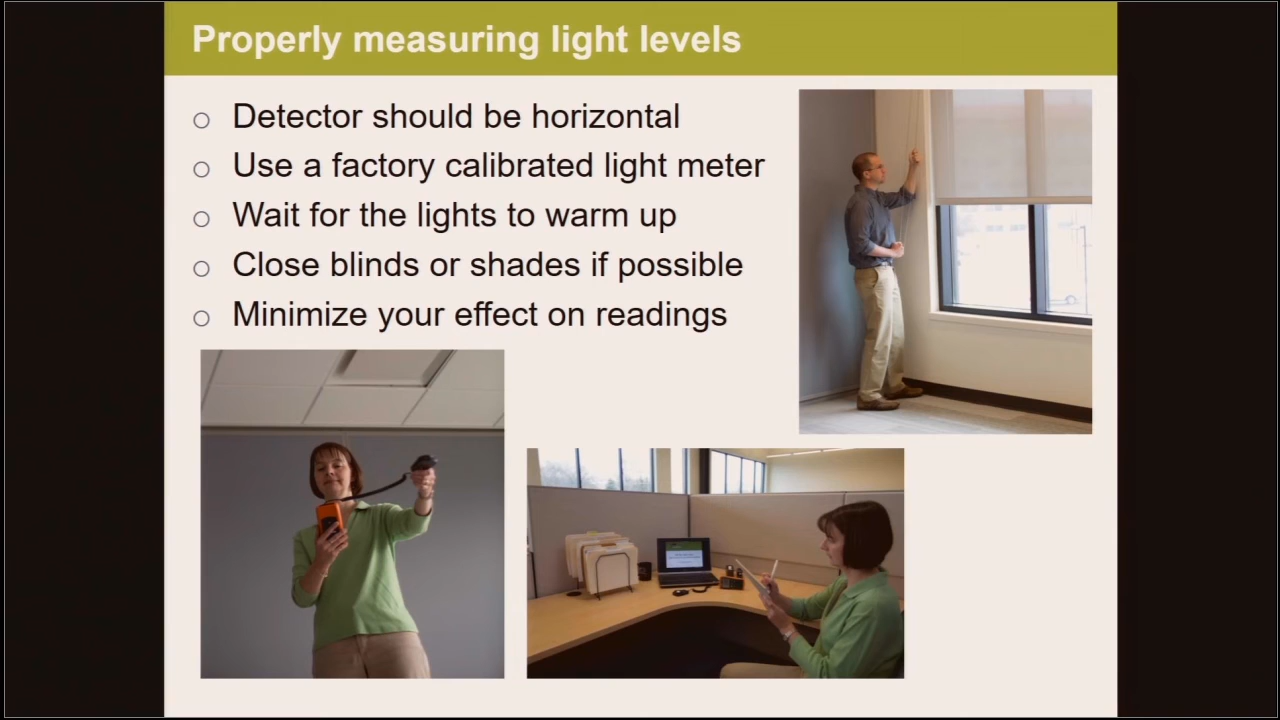 Properly measuring light levels
Detector should be horizontal
Use a factory calibrated light meter
Wait for the lights to warm up
Close blinds or shades if possible
Minimize your effect on readings